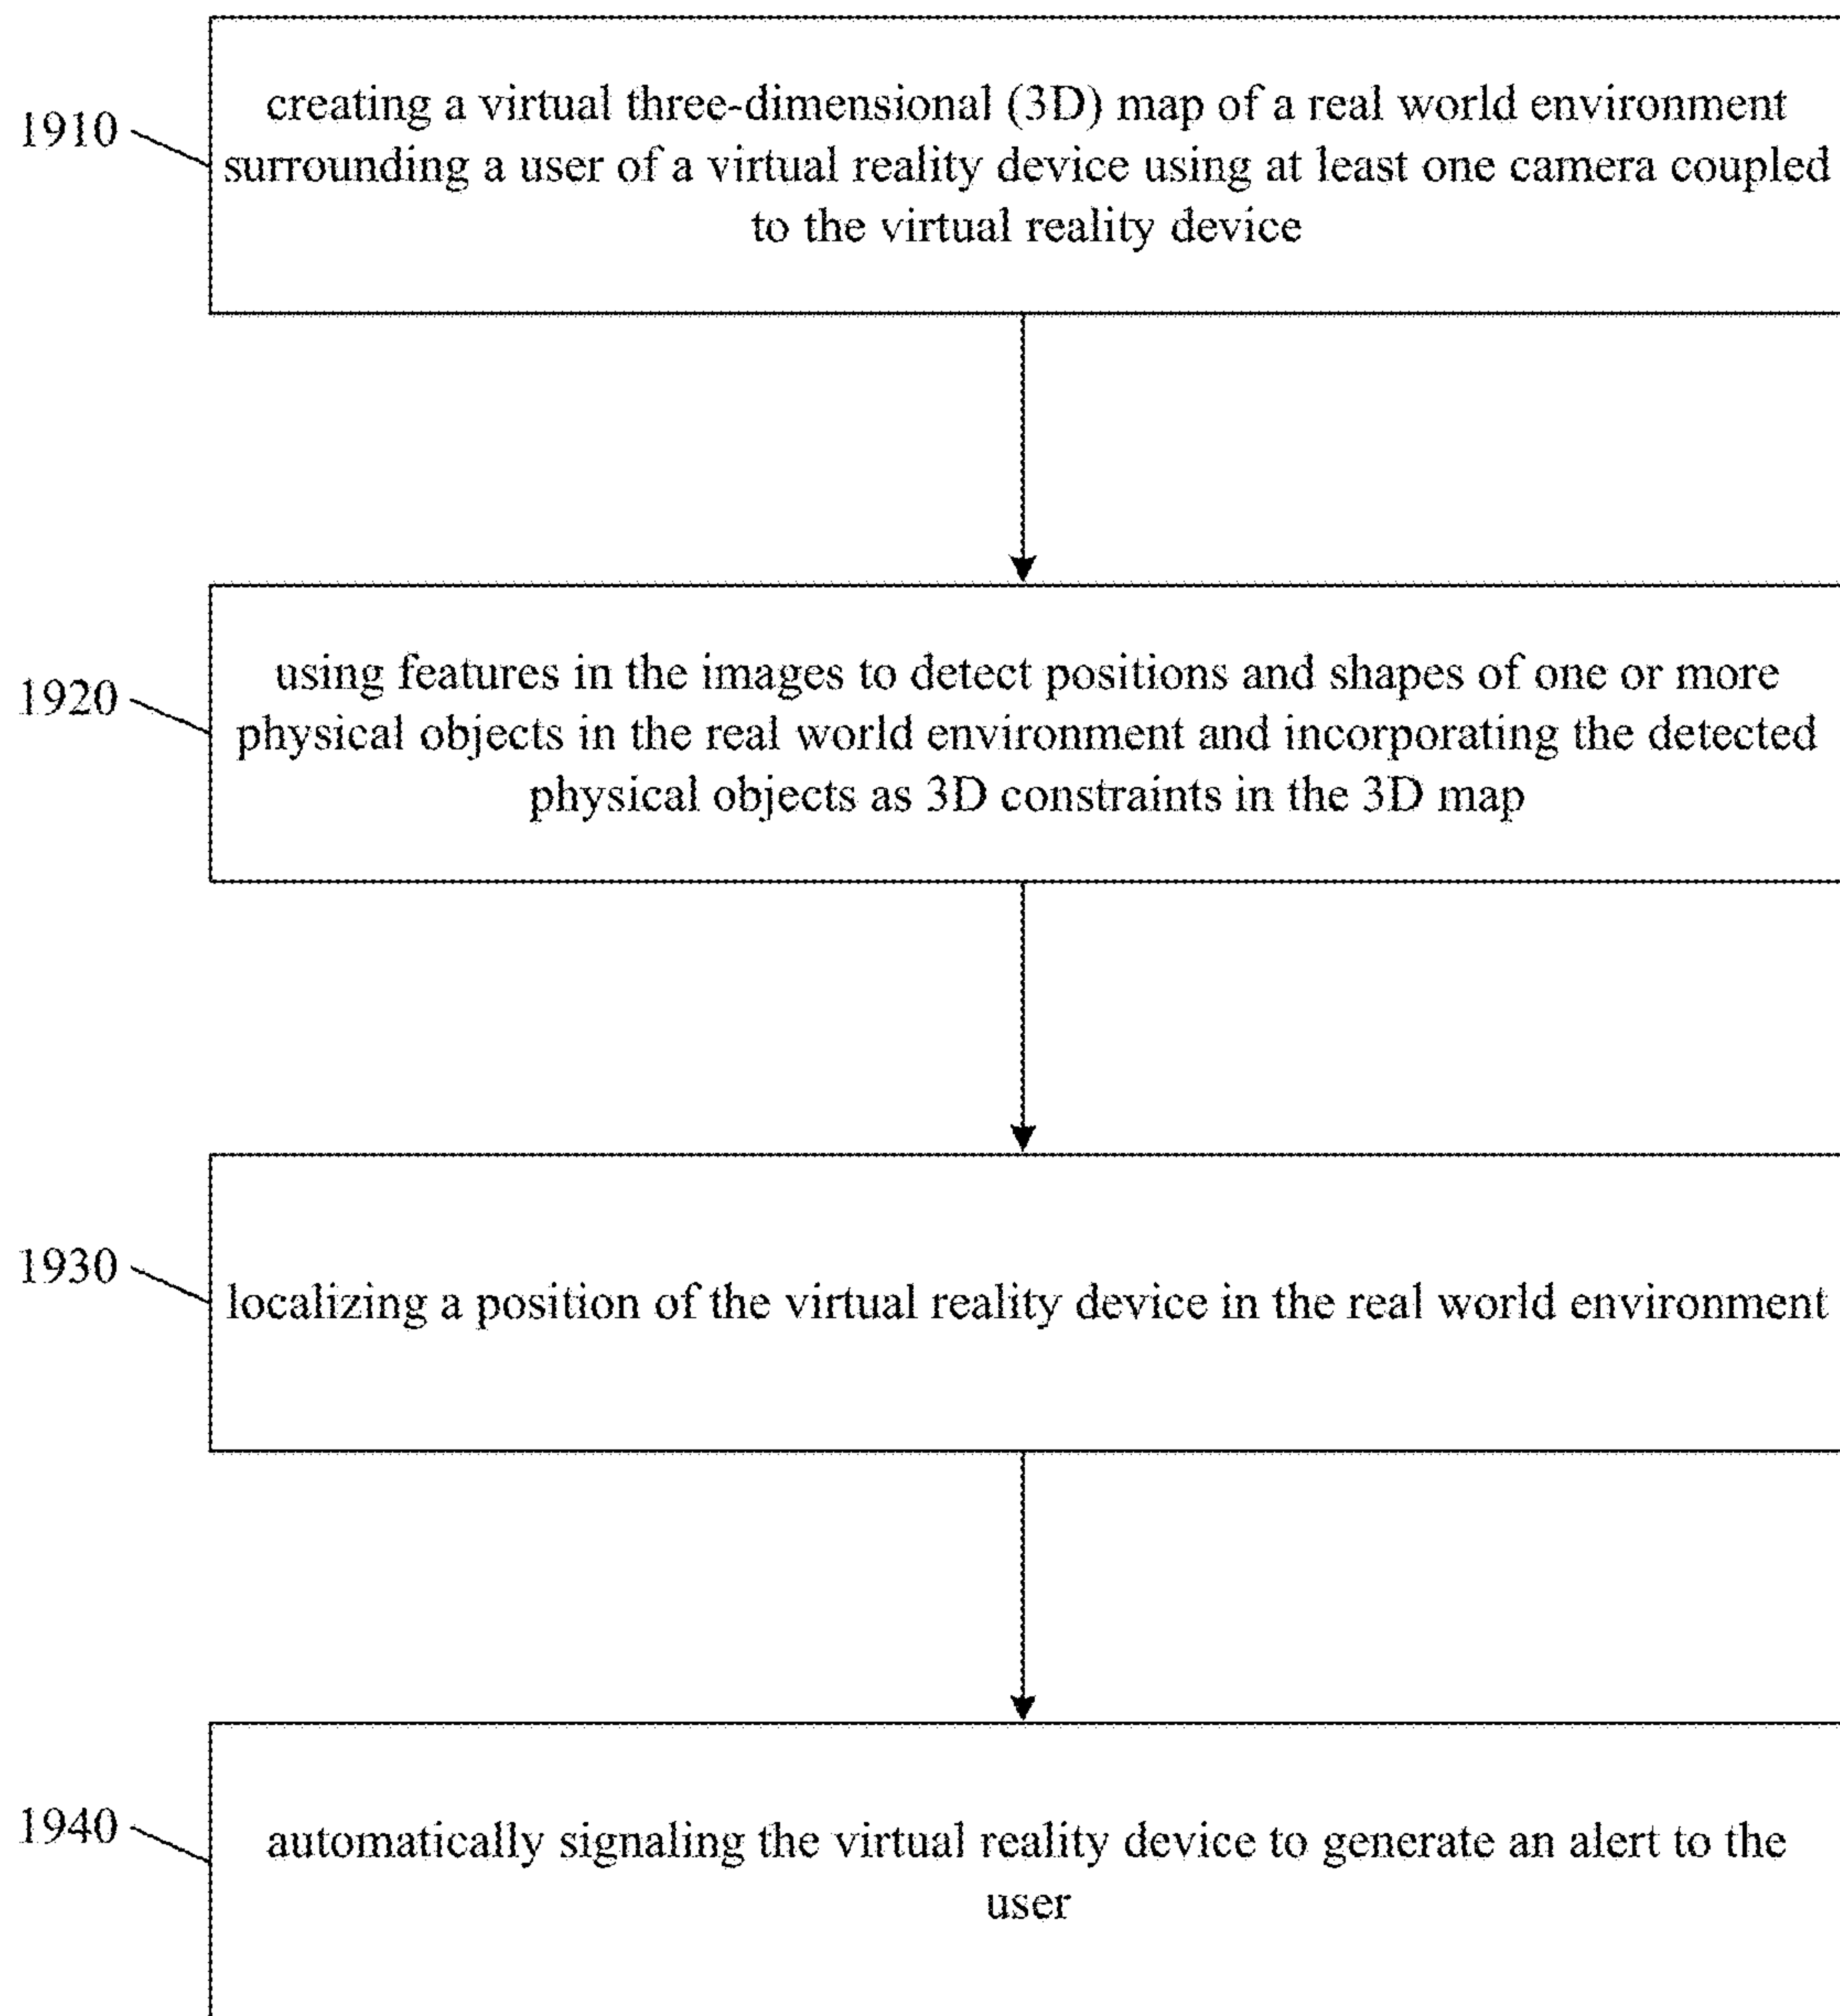 creating a virtual three-dimensional (3D) map of a real world environment
1910
surrounding a user of a virtual reality device using at least one camera coupled
to the virtual reality device
using features in the images to detect positions and shapes of one or more
1920
physical objects in the real world environment and incorporating the detected
physical objects as 3D constraints in the 3D map
1930
localizing a position of the virtual reality device in the real world environment
1940
automatically signaling the virtual reality device to generate an alert to the
user